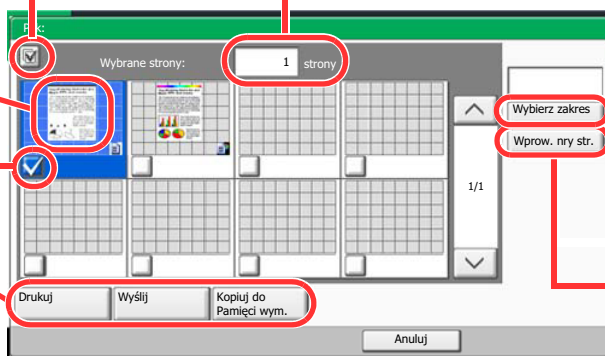 Wybrane strony:
1 strony
Wybierz zakres
Wprow. nry str.
1/1
Drukuj
Wyślij
Kopiuj do
Pamięci wym.
Anuluj